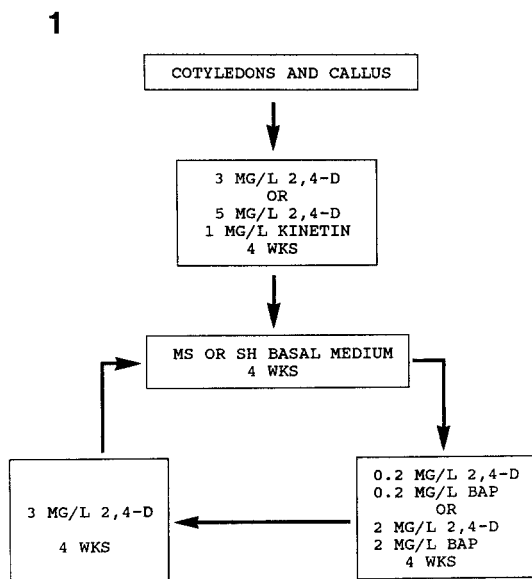 1
COTYLEDONS AND CALLUS
3 MG/L 2,4-D
OR
5 MG/L 2,4-D
1 MG/L KINETIN
4 WKS
MS OR SH BASAL MEDIUM
4 WKS
3 MG/L 2,4-D
4 WKS
0.2 MG/L 2,4-D
0.2 MG/L BAP
OR
2 MG/L 2,4-D
2 MG/L BAP
4 WKS